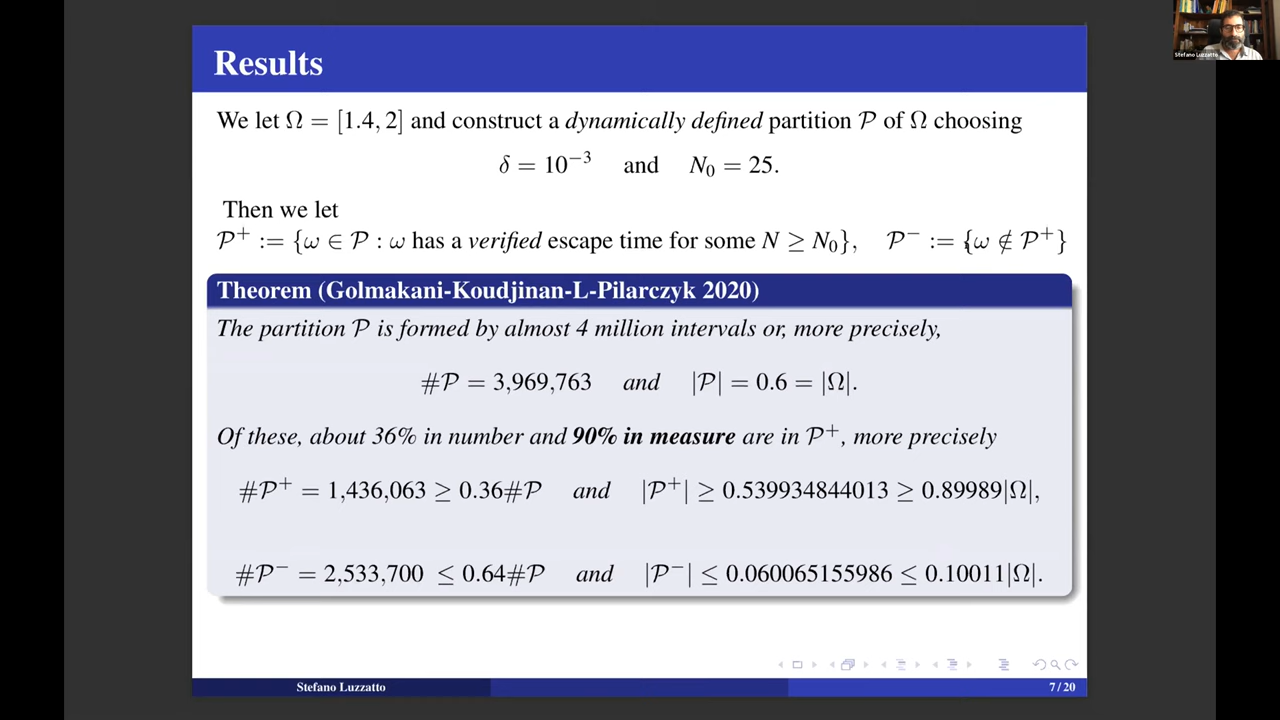 Stefano Luzzatto
Results
We let Ω = [1.4, 2] and construct a dynamically defined partition 𝒫 of Ω choosing
δ = 10⁻³ and N₀ = 25.
Then we let
𝒫⁺ := {ω ∈ 𝒫 : ω has a verified escape time for some N ≥ N₀}, 𝒫⁻ := {ω ∉ 𝒫⁺}
Theorem (Golmakani-Koudjinan-L-Pilarczyk 2020)
The partition 𝒫 is formed by almost 4 million intervals or, more precisely,
#𝒫 = 3,969,763 and |𝒫| = 0.6 = |Ω|.
Of these, about 36% in number and 90% in measure are in 𝒫⁺, more precisely
#𝒫⁺ = 1,436,063 ≥ 0.36#𝒫 and |𝒫⁺| ≥ 0.539934844013 ≥ 0.89989|Ω|,
#𝒫⁻ = 2,533,700 ≤ 0.64#𝒫 and |𝒫⁻| ≤ 0.060065155986 ≤ 0.10011|Ω|.
Stefano Luzzatto
7 / 20